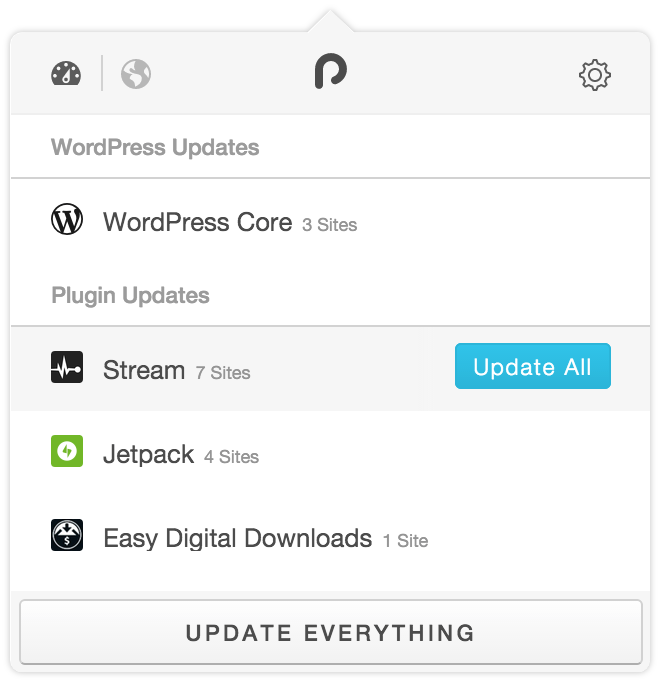 WordPress Updates
WordPress Core 3 Sites
Plugin Updates
Stream 7 Sites Update All
Jetpack 4 Sites
Easy Digital Downloads 1 Site
UPDATE EVERYTHING